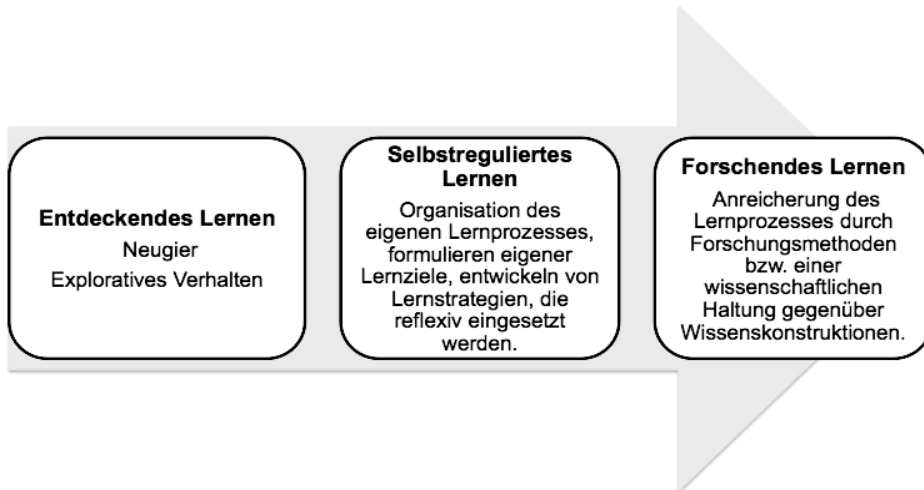 Entdeckendes Lernen
Neugier
Exploratives Verhalten
Selbstreguliertes
Lernen
Organisation des
eigenen Lernprozesses,
formulieren eigener
Lernziele, entwickeln von
Lernstrategien, die
reflexiv eingesetzt
werden.
Forschendes Lernen
Anreicherung des
Lernprozesses durch
Forschungsmethoden
bzw. einer
wissenschaftlichen
Haltung gegenüber
Wissenskonstruktionen.